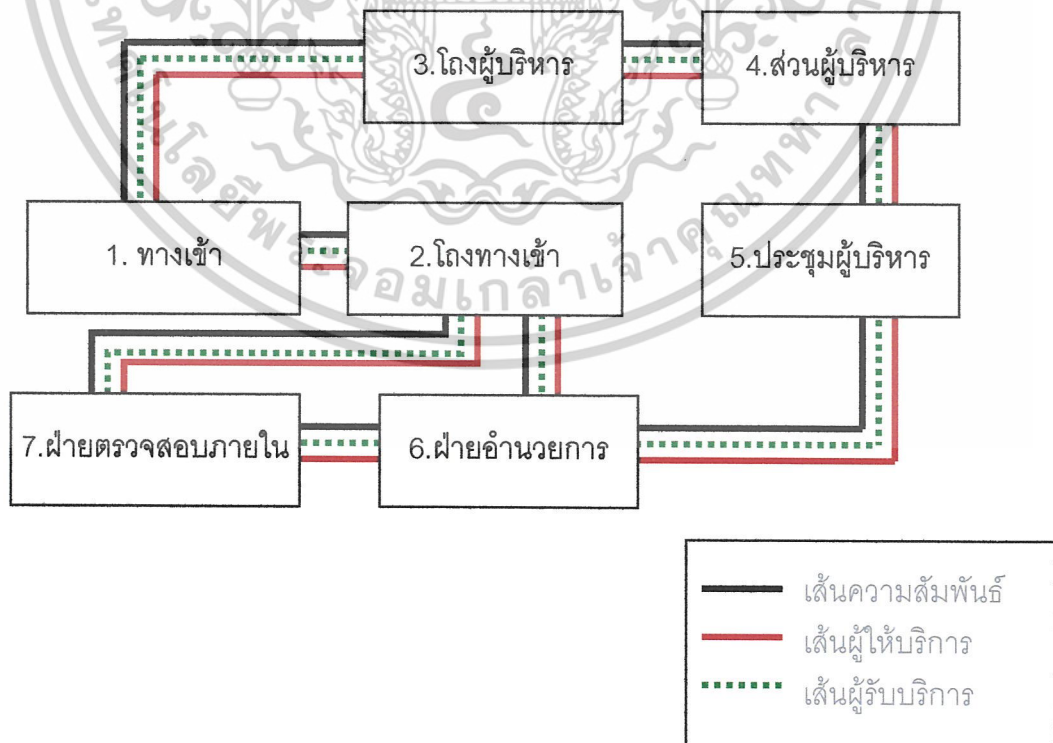 3.โถงผู้บริหาร
4.ส่วนผู้บริหาร
1. ทางเข้า
2.โถงทางเข้า
5.ประชุมผู้บริหาร
7.ฝ่ายตรวจสอบภายใน
6.ฝ่ายอำนวยการ
เส้นความสัมพันธ์
เส้นผู้ให้บริการ
เส้นผู้รับบริการ